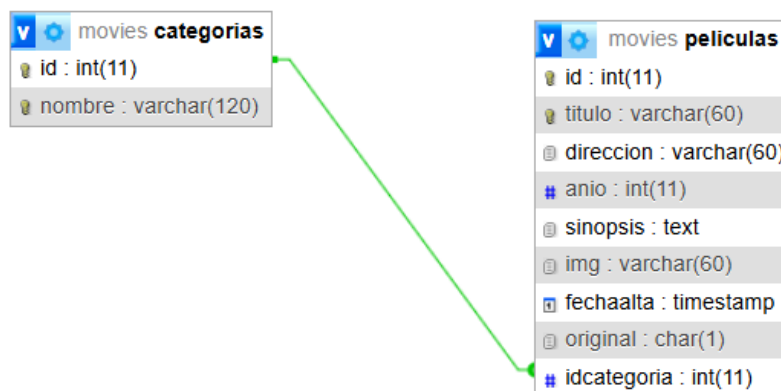 v movies categorias
id : int(11)
nombre : varchar(120)
v movies peliculas
id : int(11)
titulo : varchar(60)
direccion : varchar(60)
# anio : int(11)
sinopsis : text
img : varchar(60)
fechaalta : timestamp
original : char(1)
# idcategoria : int(11)